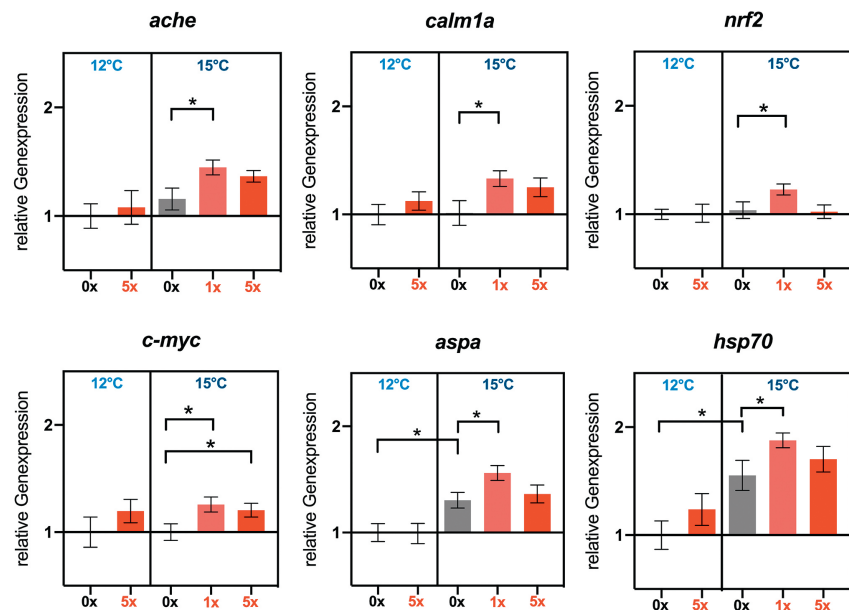 ache
relative Genexpression
12°C
15°C
2
1
*
0x
5x
0x
1x
5x
calm1a
relative Genexpression
12°C
15°C
2
1
*
0x
5x
0x
1x
5x
nrf2
relative Genexpression
12°C
15°C
2
1
*
0x
5x
0x
1x
5x
c-myc
relative Genexpression
12°C
15°C
2
1
*
*
0x
5x
0x
1x
5x
aspa
relative Genexpression
12°C
15°C
2
1
*
*
0x
5x
0x
1x
5x
hsp70
relative Genexpression
12°C
15°C
2
1
*
*
0x
5x
0x
1x
5x